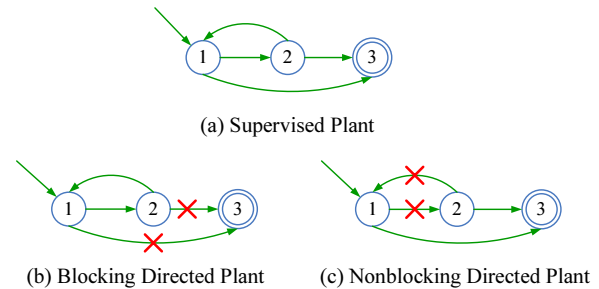 1 2 3
(a) Supervised Plant
1 2 3 1 2 3
(b) Blocking Directed Plant (c) Nonblocking Directed Plant